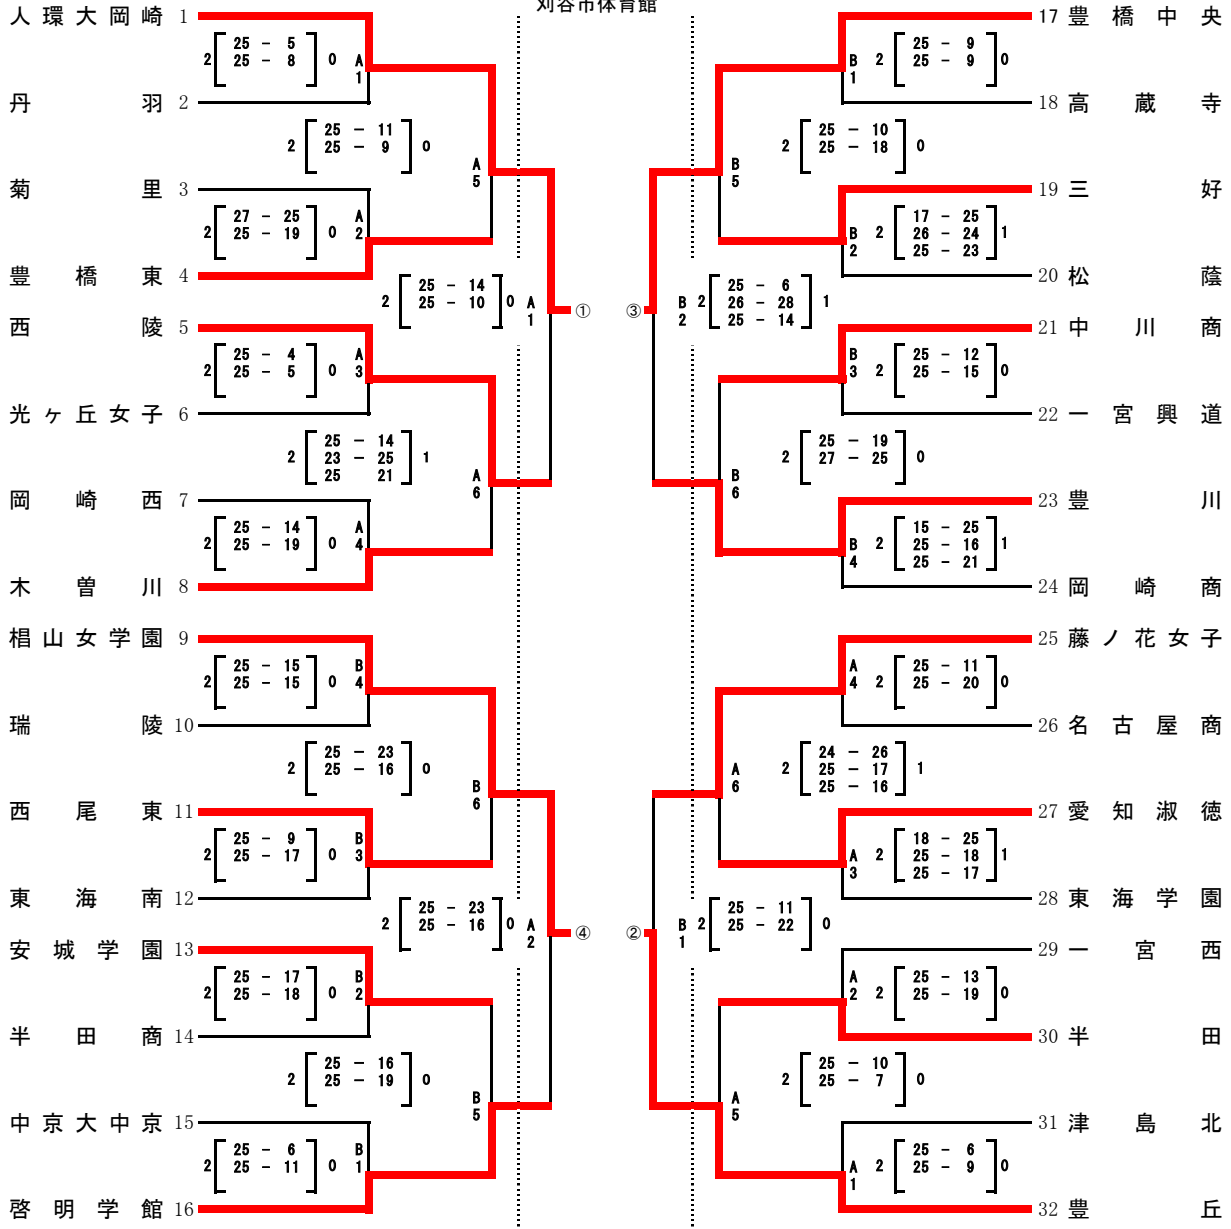 刈谷市体育館
人環大岡崎 1
2 25 - 5 0 A
25 - 8 1
丹羽 2
2 25 - 11 0 A
25 - 9 5
菊里 3
2 27 - 25 0 A
25 - 19 2
豊橋東 4
2 25 - 14 0 A ①
25 - 10 1
西陵 5
2 25 - 4 0 A
25 - 5 3
光ヶ丘女子 6
2 25 - 14 1 A
23 - 25 6
25 21
岡崎西 7
2 25 - 14 0 A
25 - 19 4
木曽川 8
椙山女学園 9
2 25 - 15 0 B
25 - 15 4
瑞陵 10
2 25 - 23 0 B
25 - 16 6
西尾東 11
2 25 - 9 0 B
25 - 17 3
東海南 12
2 25 - 23 0 A ④
25 - 16 2
安城学園 13
2 25 - 17 0 B
25 - 18 2
半田商 14
2 25 - 16 0 B
25 - 19 5
中京大中京 15
2 25 - 6 0 B
25 - 11 1
啓明学館 16
17 豊橋中央
B 2 25 - 9 0
1 25 - 9
18 高蔵寺
B 2 25 - 10 0
5 25 - 18
19 三好
B 2 17 - 25 1
2 26 - 24
25 - 23
20 松蔭
③ B 2 25 - 6 1
2 26 - 28
25 - 14
21 中川商
B 2 25 - 12 0
3 25 - 15
22 一宮興道
B 2 25 - 19 0
6 27 - 25
23 豊川
B 2 15 - 25 1
4 25 - 16
25 - 21
24 岡崎商
25 藤ノ花女子
A 2 25 - 11 0
4 25 - 20
26 名古屋商
A 2 24 - 26 1
6 25 - 17
25 - 16
27 愛知淑徳
A 2 18 - 25 1
3 25 - 18
25 - 17
28 東海学園
② B 2 25 - 11 0
1 25 - 22
29 一宮西
A 2 25 - 13 0
2 25 - 19
30 半田
A 2 25 - 10 0
5 25 - 7
31 津島北
A 2 25 - 6 0
1 25 - 9
32 豊丘